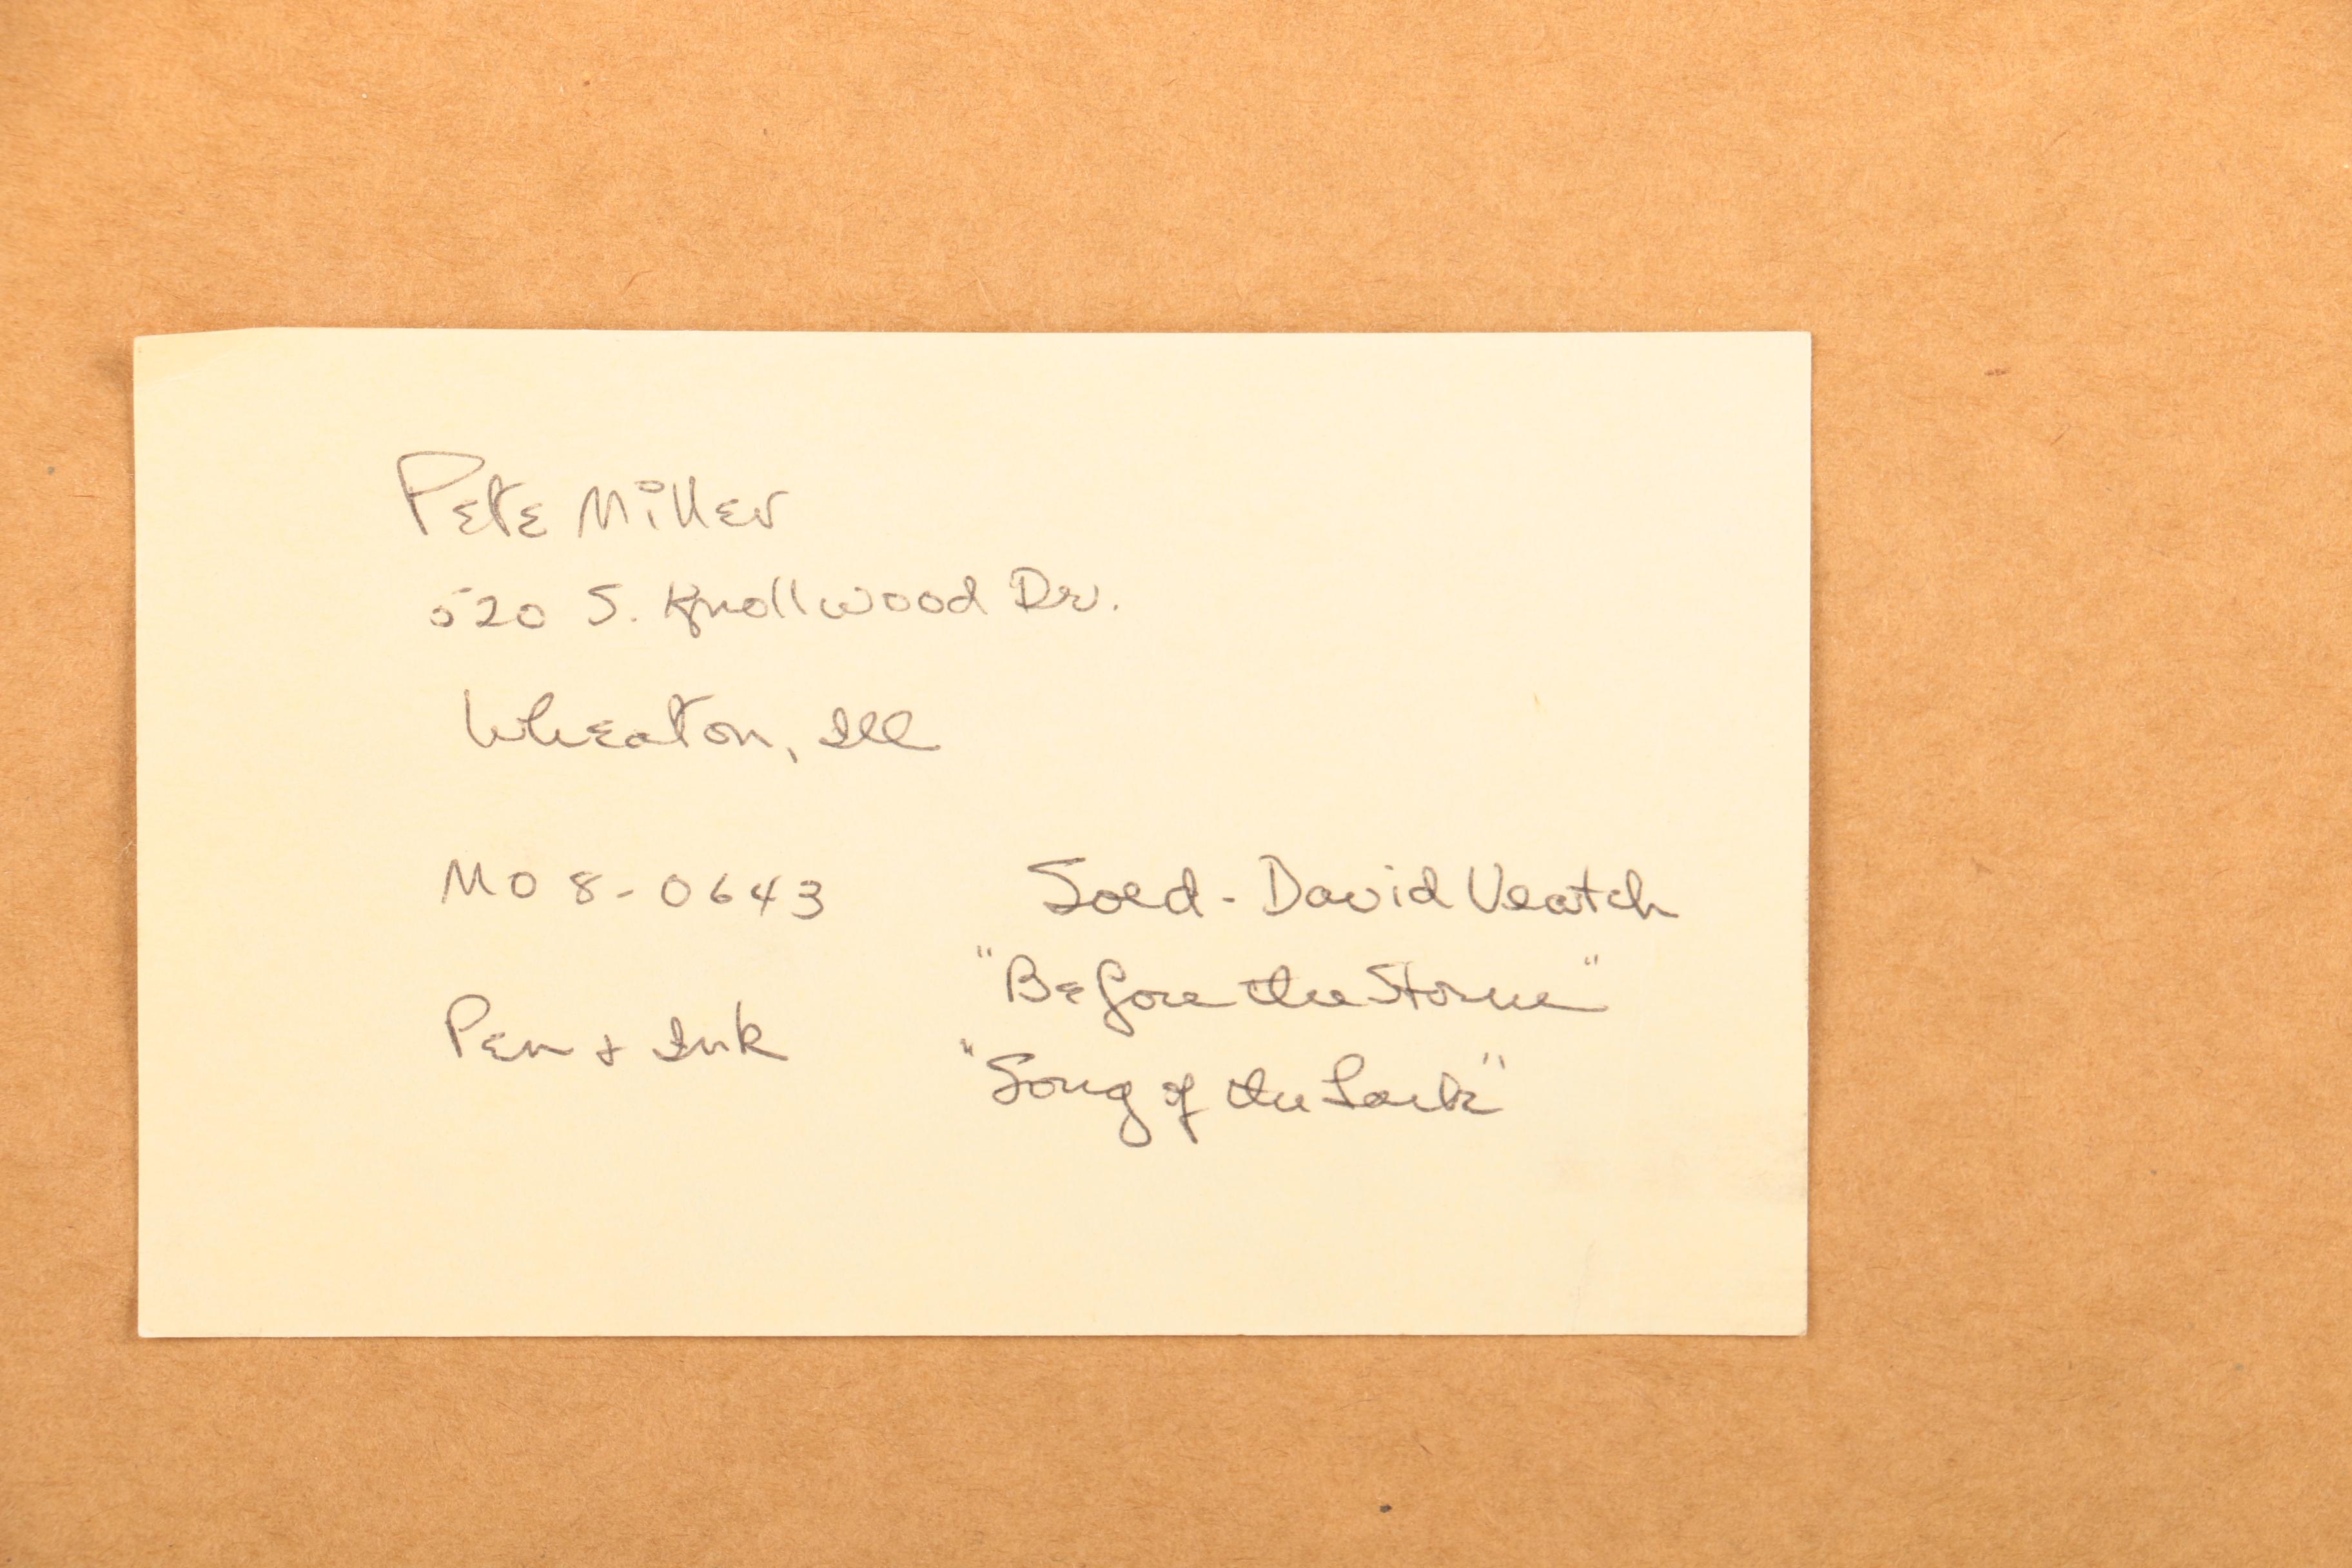 Pete Miller
520 S. Knollwood Dr.
Wheaton, Ill
MO 8-0643
Pen + Ink
Sold - David Veatch
"Before the Storm"
"Song of the Lark"